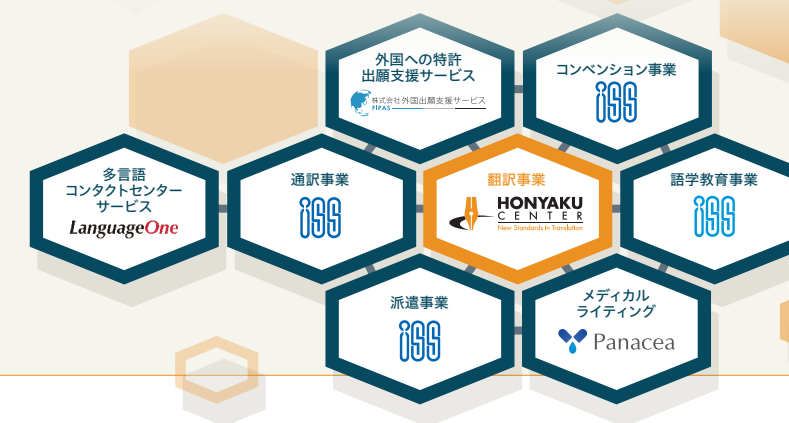 外国への特許
出願支援サービス
株式会社外国出願支援サービス
FIPAS
コンベンション事業
iSS
多言語
コンタクトセンター
サービス
LanguageOne
通訳事業
iSS
翻訳事業
HONYAKU
CENTER
New Standards in Translation
語学教育事業
iSS
派遣事業
iSS
メディカル
ライティング
Panacea